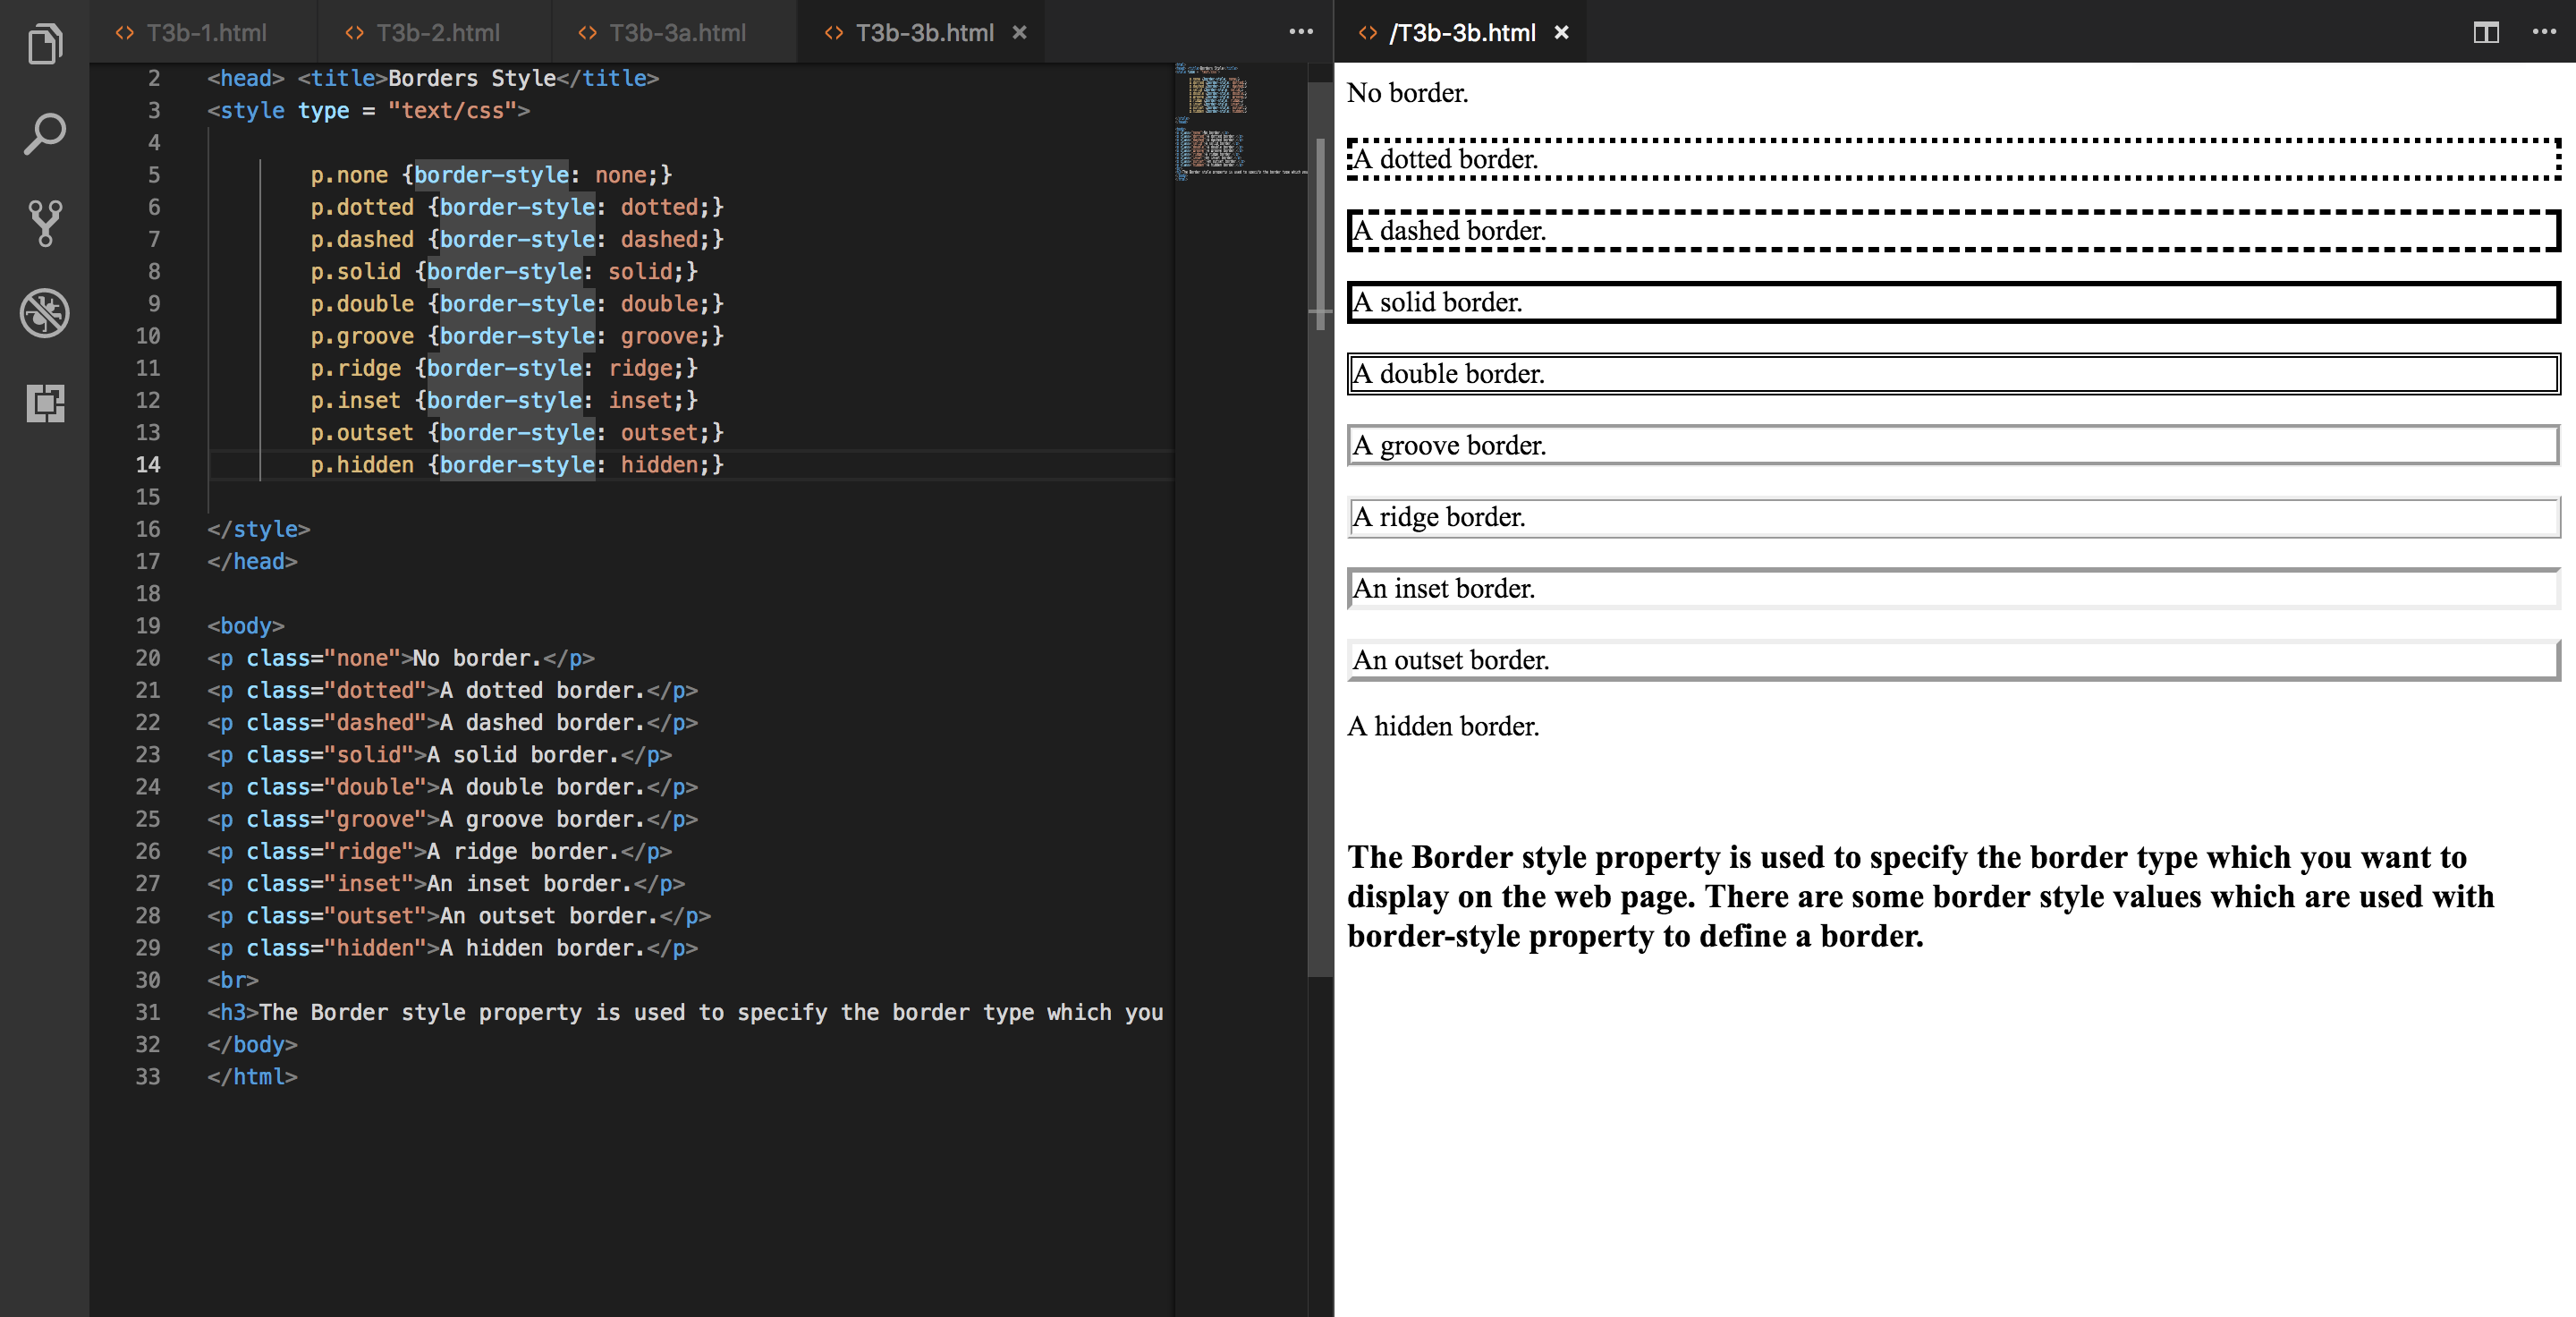 T3b-1.html
T3b-2.html
T3b-3a.html
T3b-3b.html
/T3b-3b.html
2 <head> <title>Borders Style</title>
3 <style type = "text/css">
4
5 p.none {border-style: none;}
6 p.dotted {border-style: dotted;}
7 p.dashed {border-style: dashed;}
8 p.solid {border-style: solid;}
9 p.double {border-style: double;}
10 p.groove {border-style: groove;}
11 p.ridge {border-style: ridge;}
12 p.inset {border-style: inset;}
13 p.outset {border-style: outset;}
14 p.hidden {border-style: hidden;}
15
16 </style>
17 </head>
18
19 <body>
20 <p class="none">No border.</p>
21 <p class="dotted">A dotted border.</p>
22 <p class="dashed">A dashed border.</p>
23 <p class="solid">A solid border.</p>
24 <p class="double">A double border.</p>
25 <p class="groove">A groove border.</p>
26 <p class="ridge">A ridge border.</p>
27 <p class="inset">An inset border.</p>
28 <p class="outset">An outset border.</p>
29 <p class="hidden">A hidden border.</p>
30 <br>
31 <h3>The Border style property is used to specify the border type which you
32 </body>
33 </html>
No border.
A dotted border.
A dashed border.
A solid border.
A double border.
A groove border.
A ridge border.
An inset border.
An outset border.
A hidden border.
The Border style property is used to specify the border type which you want to
display on the web page. There are some border style values which are used with
border-style property to define a border.